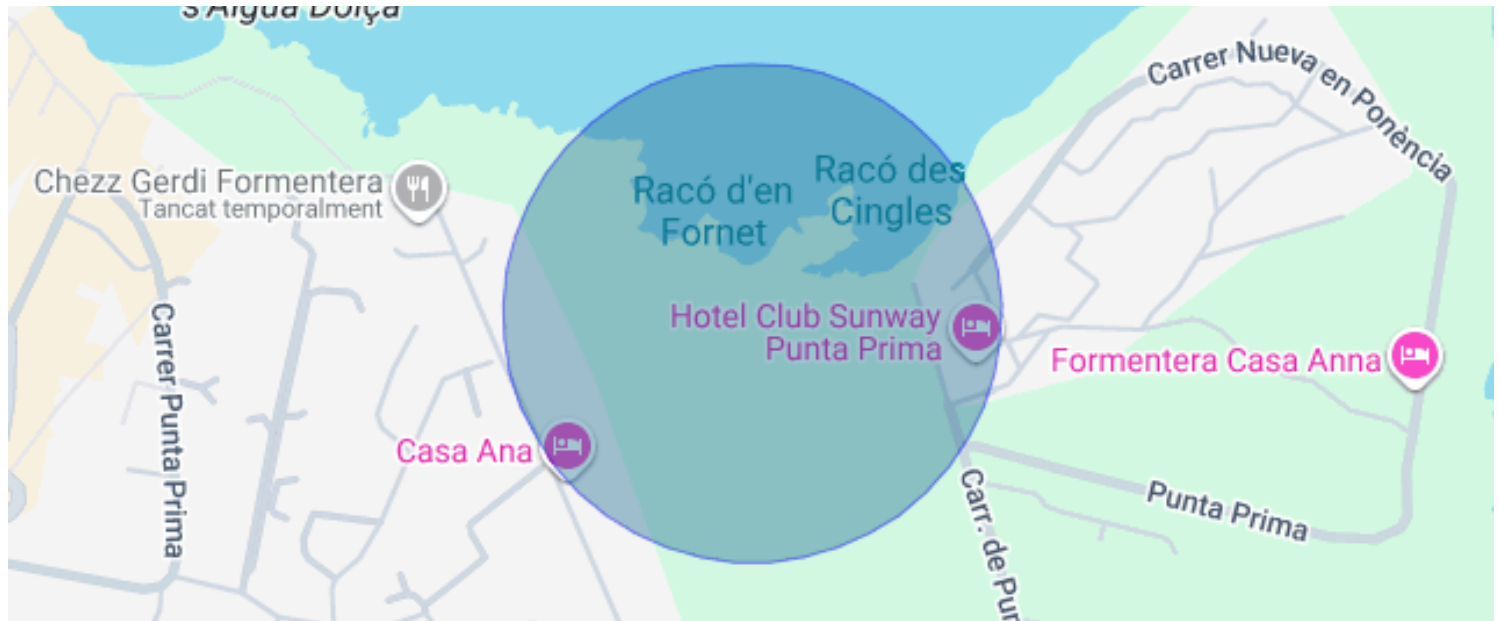 s'Aigua Dolça
Carrer Nueva en Ponència
Chezz Gerdi Formentera
Tancat temporalment
Racó d'en
Fornet
Racó des
Cingles
Hotel Club Sunway
Punta Prima
Formentera Casa Anna
Carrer Punta Prima
Casa Ana
Punta Prima
Carr. de Pun